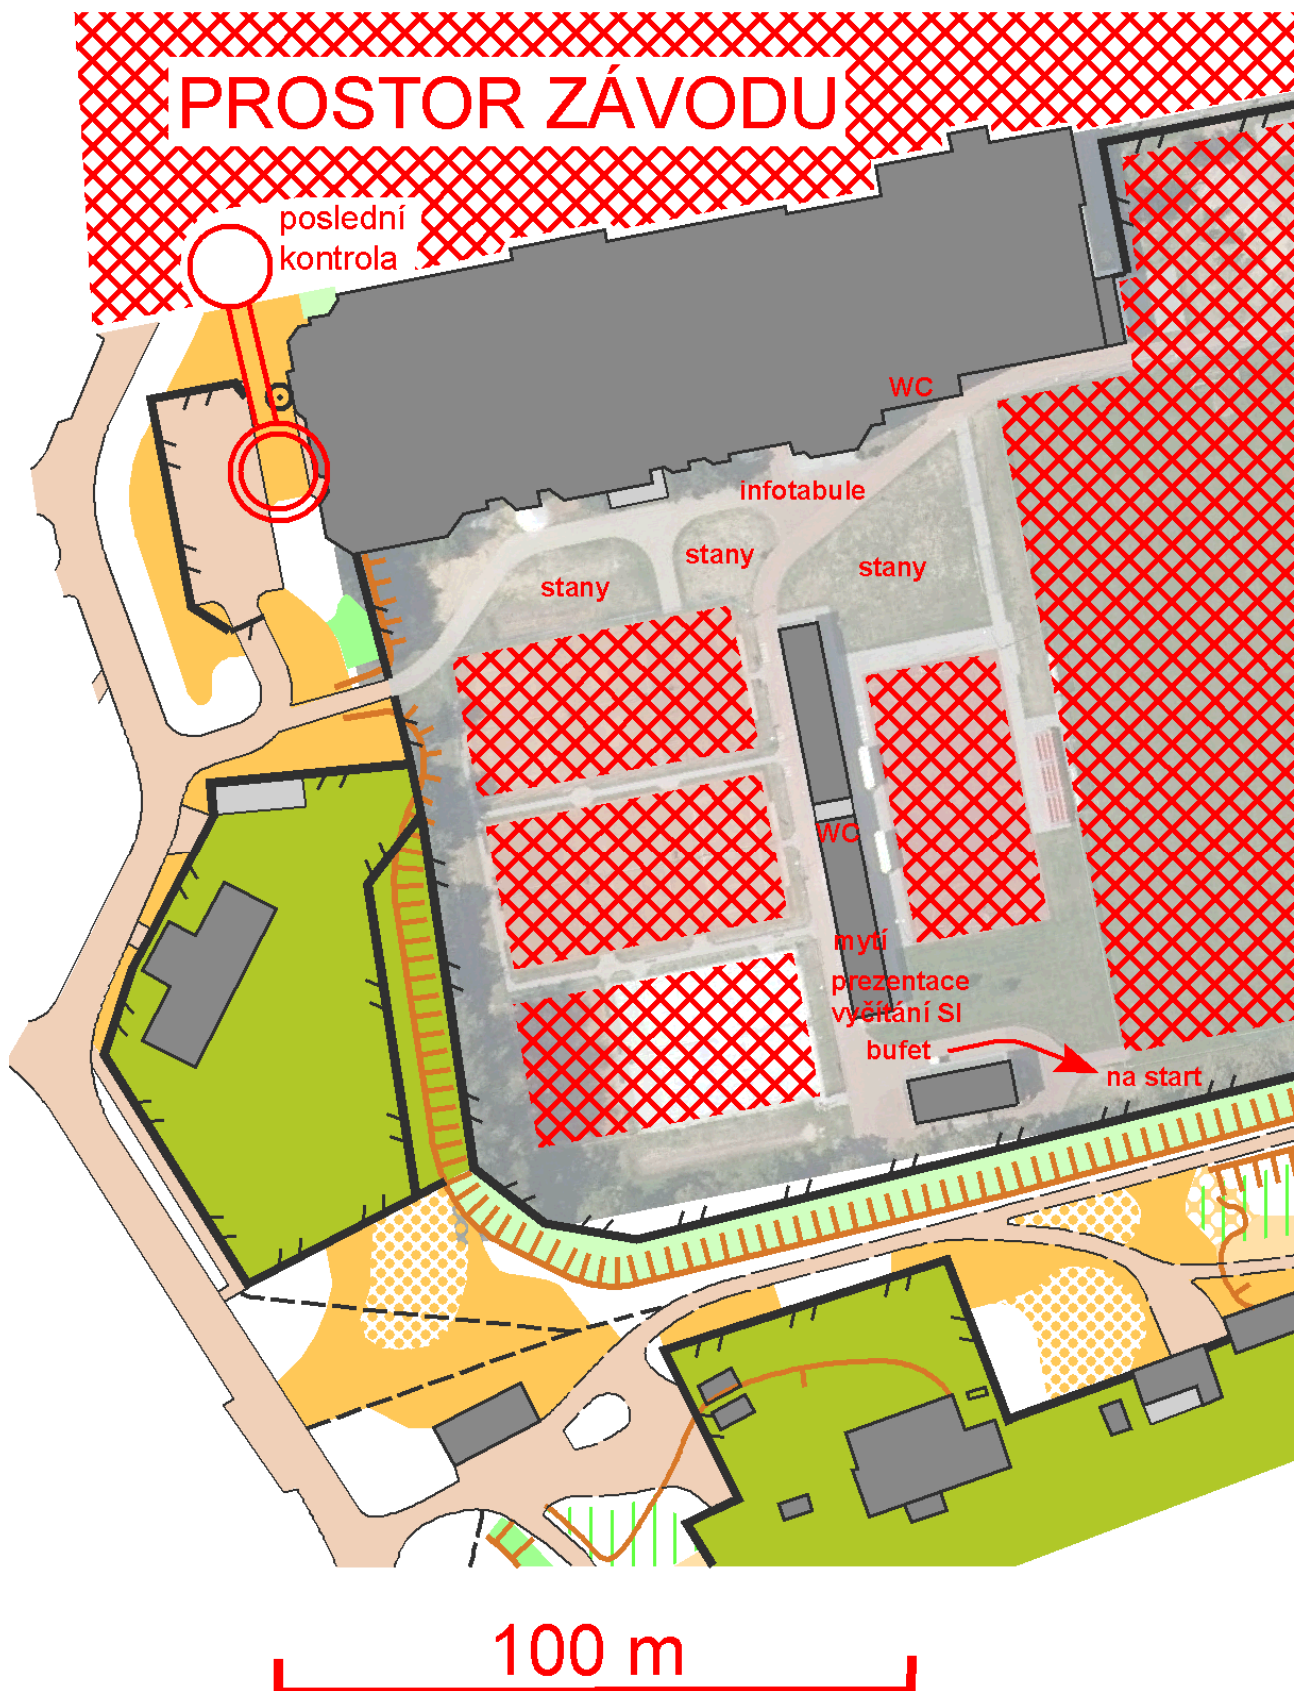 PROSTOR ZÁVODU
poslední
kontrola
WC
infotabule
stany
stany
stany
WC
mytí
prezentace
vyčítání SI
bufet
na start
100 m